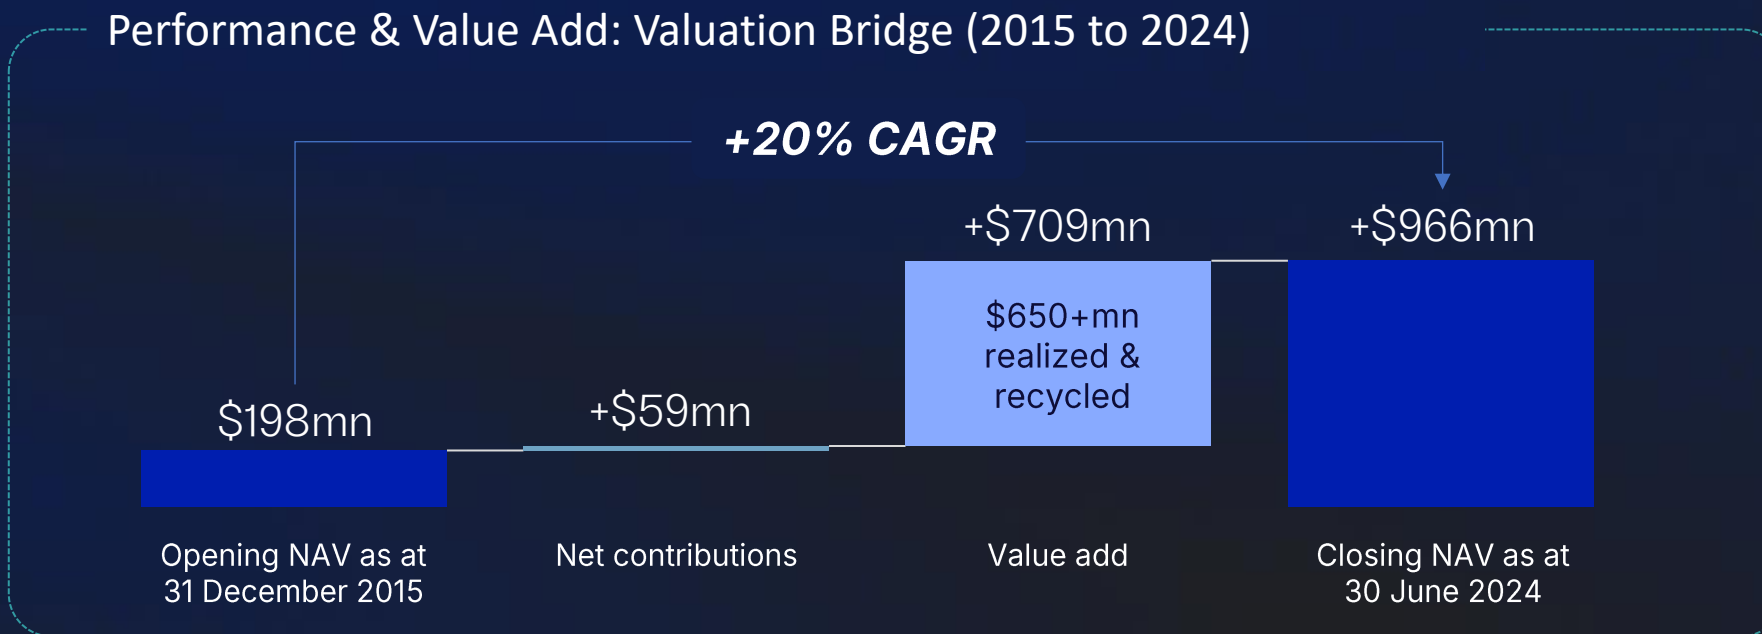 Performance & Value Add: Valuation Bridge (2015 to 2024)
+20% CAGR
+$709mn
+$966mn
$650+mn
realized &
recycled
$198mn
+$59mn
Opening NAV as at
31 December 2015
Net contributions
Value add
Closing NAV as at
30 June 2024